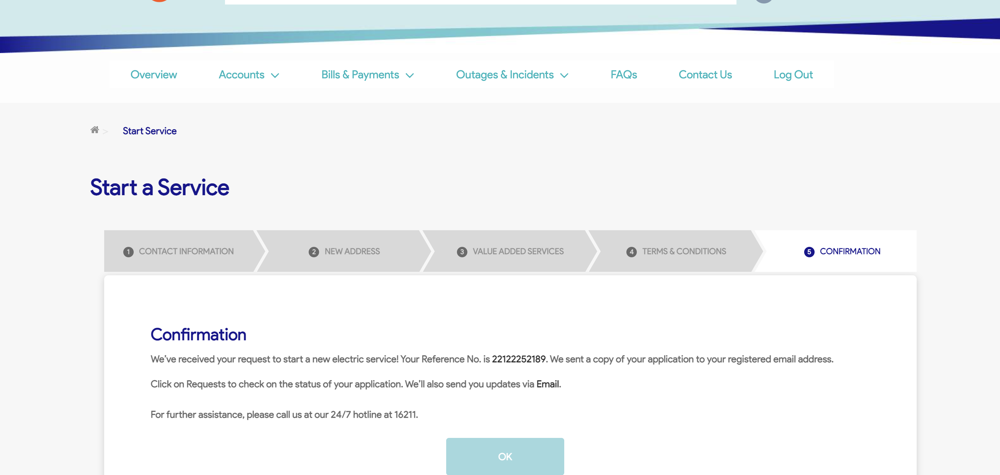 Overview Accounts Bills & Payments Outages & Incidents FAQs Contact Us Log Out
> Start Service
Start a Service
1 CONTACT INFORMATION 2 NEW ADDRESS 3 VALUE ADDED SERVICES 4 TERMS & CONDITIONS 5 CONFIRMATION
Confirmation
We’ve received your request to start a new electric service! Your Reference No. is 22122252189. We sent a copy of your application to your registered email address.
Click on Requests to check on the status of your application. We’ll also send you updates via Email.
For further assistance, please call us at our 24/7 hotline at 16211.
OK